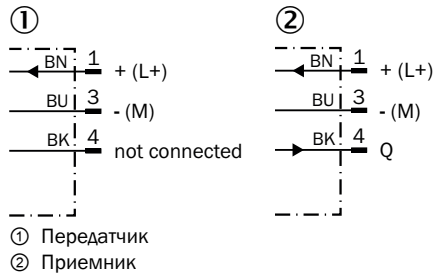 ① ②
BN 1 + (L+) BN 1 + (L+)
BU 3 - (M) BU 3 - (M)
BK 4 not connected BK 4 Q
① Передатчик
② Приемник